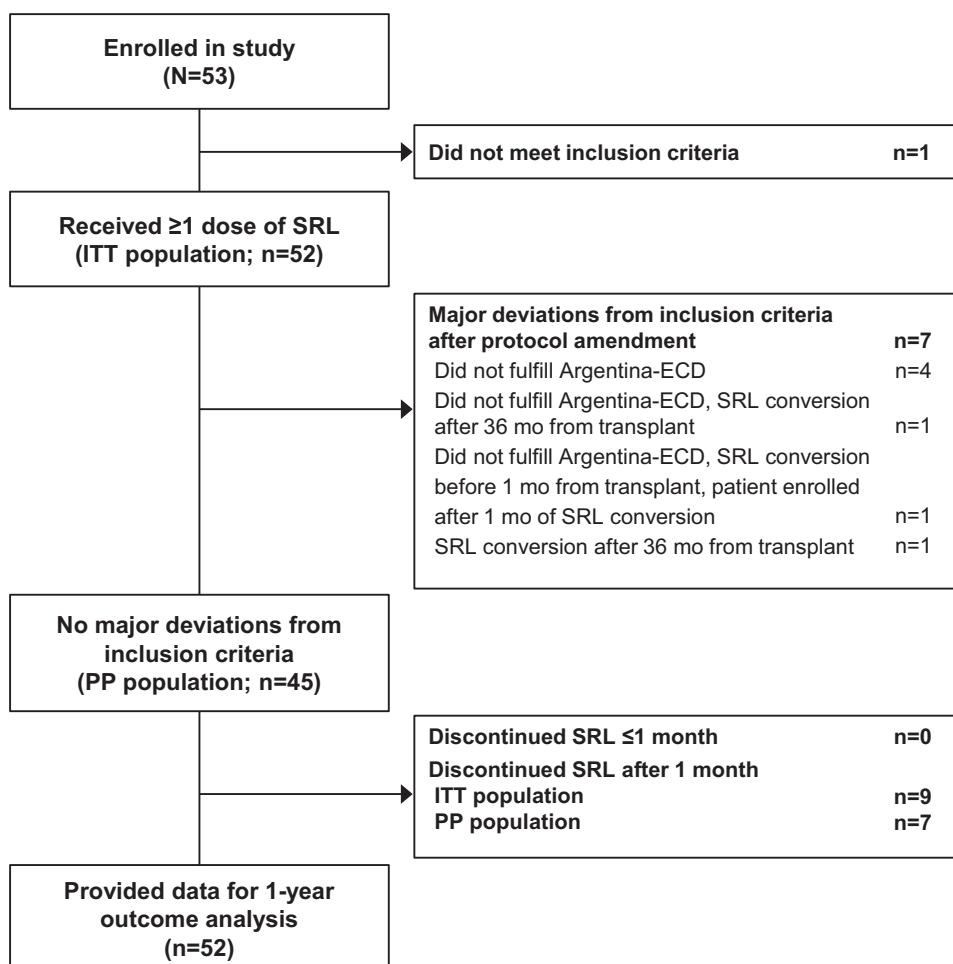 Enrolled in study
(N=53)
Did not meet inclusion criteria n=1
Received ≥1 dose of SRL
(ITT population; n=52)
Major deviations from inclusion criteria
after protocol amendment n=7
Did not fulfill Argentina-ECD n=4
Did not fulfill Argentina-ECD, SRL conversion
after 36 mo from transplant n=1
Did not fulfill Argentina-ECD, SRL conversion
before 1 mo from transplant, patient enrolled
after 1 mo of SRL conversion n=1
SRL conversion after 36 mo from transplant n=1
No major deviations from
inclusion criteria
(PP population; n=45)
Discontinued SRL ≤1 month n=0
Discontinued SRL after 1 month
ITT population n=9
PP population n=7
Provided data for 1-year
outcome analysis
(n=52)